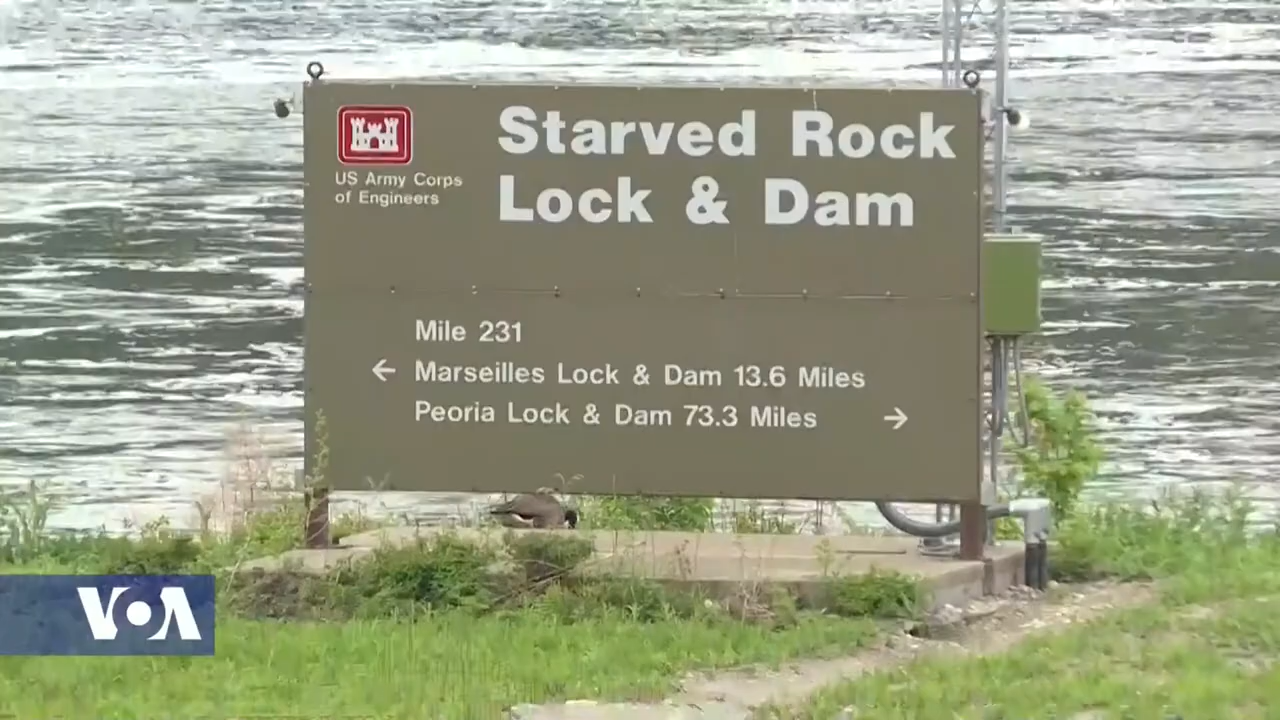 US Army Corps
of Engineers
Starved Rock
Lock & Dam
Mile 231
← Marseilles Lock & Dam 13.6 Miles
Peoria Lock & Dam 73.3 Miles →
VOA